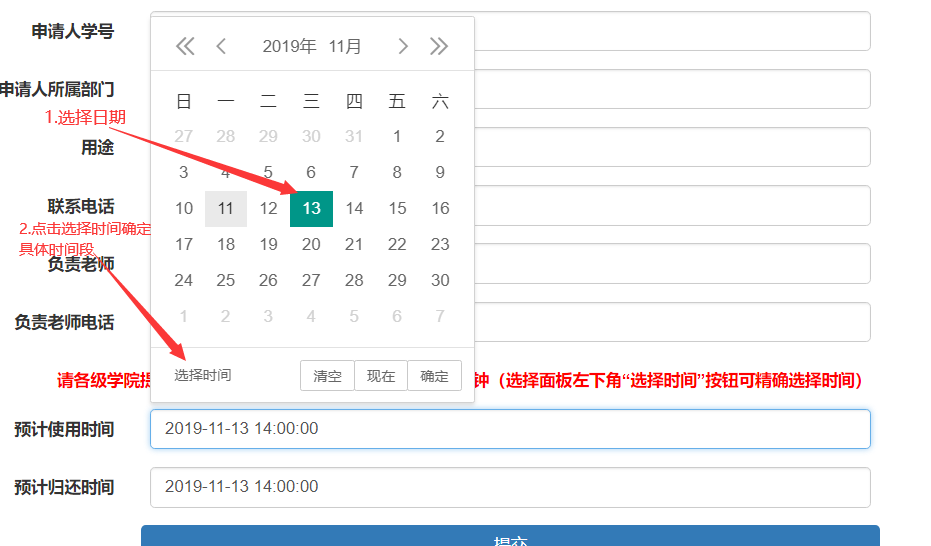 申请人学号
2019年 11月
申请人所属部门
日 一 二 三 四 五 六
1.选择日期
27 28 29 30 31 1 2
用途
3 4 5 6 7 8 9
联系电话
10 11 12 13 14 15 16
2.点击选择时间确定
具体时间段
17 18 19 20 21 22 23
负责老师
24 25 26 27 28 29 30
负责老师电话
1 2 3 4 5 6 7
选择时间 清空 现在 确定
请各级学院提
钟（选择面板左下角“选择时间”按钮可精确选择时间）
预计使用时间 2019-11-13 14:00:00
预计归还时间 2019-11-13 14:00:00
提交